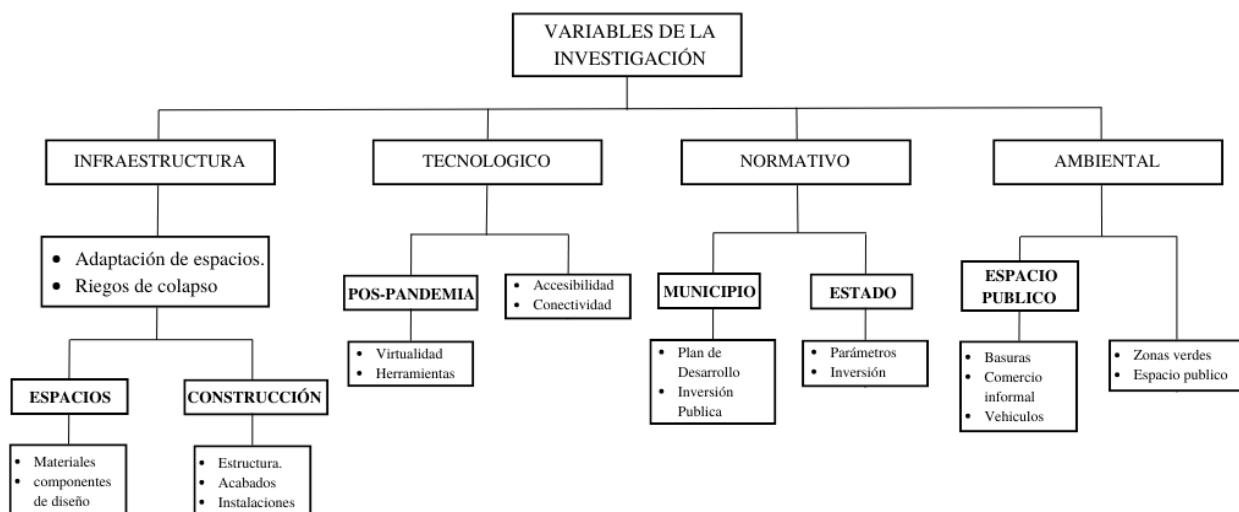 VARIABLES DE LA
INVESTIGACIÓN
INFRAESTRUCTURA
TECNOLOGICO
NORMATIVO
AMBIENTAL
• Adaptación de espacios.
• Riegos de colapso
POS-PANDEMIA
• Accesibilidad
• Conectividad
MUNICIPIO
ESTADO
ESPACIO
PUBLICO
• Virtualidad
• Herramientas
• Plan de
Desarrollo
• Inversión
Publica
• Parámetros
• Inversión
• Basuras
• Comercio
informal
• Vehiculos
• Zonas verdes
• Espacio publico
ESPACIOS
CONSTRUCCIÓN
• Materiales
• componentes
de diseño
• Estructura.
• Acabados
• Instalaciones